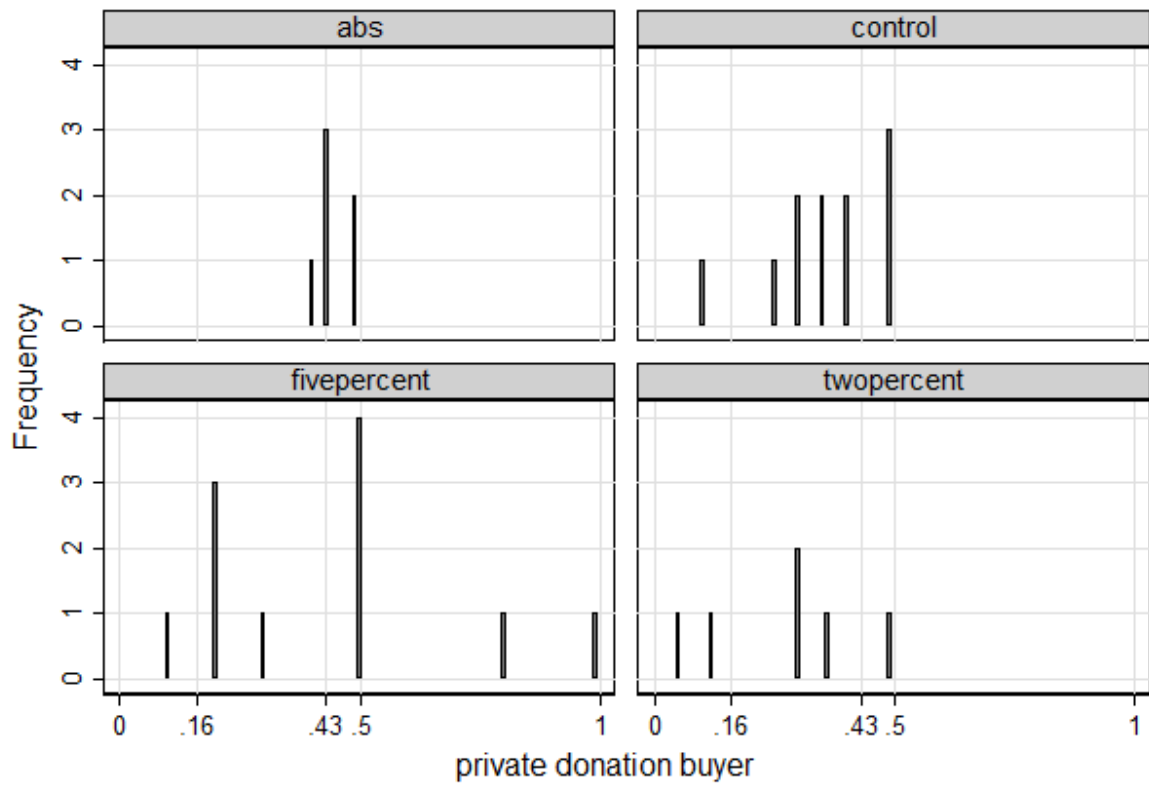 abs
control
4
3
2
1
0
fivepercent
twopercent
4
3
2
1
0
Frequency
0 .16 .43 .5 1
0 .16 .43 .5 1
private donation buyer